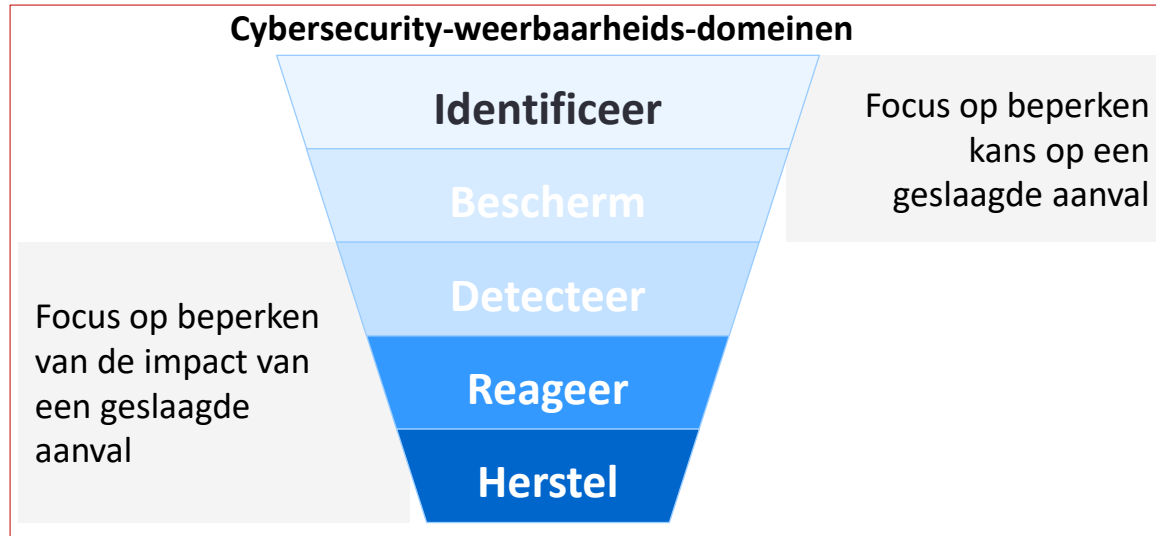 Cybersecurity-weerbaarheids-domeinen
Identificeer
Focus op beperken
kans op een
geslaagde aanval
Bescherm
Detecteer
Focus op beperken
van de impact van
een geslaagde
aanval
Reageer
Herstel